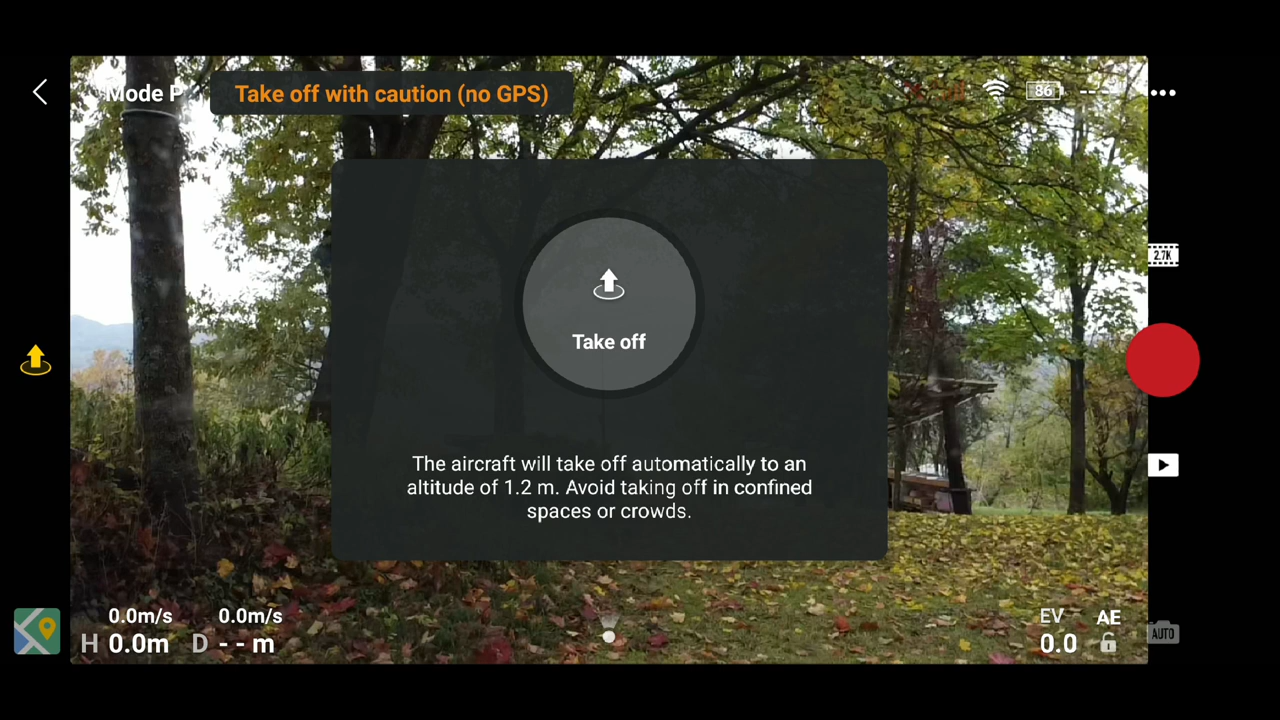 Mode P
Take off with caution (no GPS)
86
2.7K
Take off
The aircraft will take off automatically to an
altitude of 1.2 m. Avoid taking off in confined
spaces or crowds.
0.0m/s 0.0m/s
H 0.0m D - - m
EV AE
0.0
AUTO